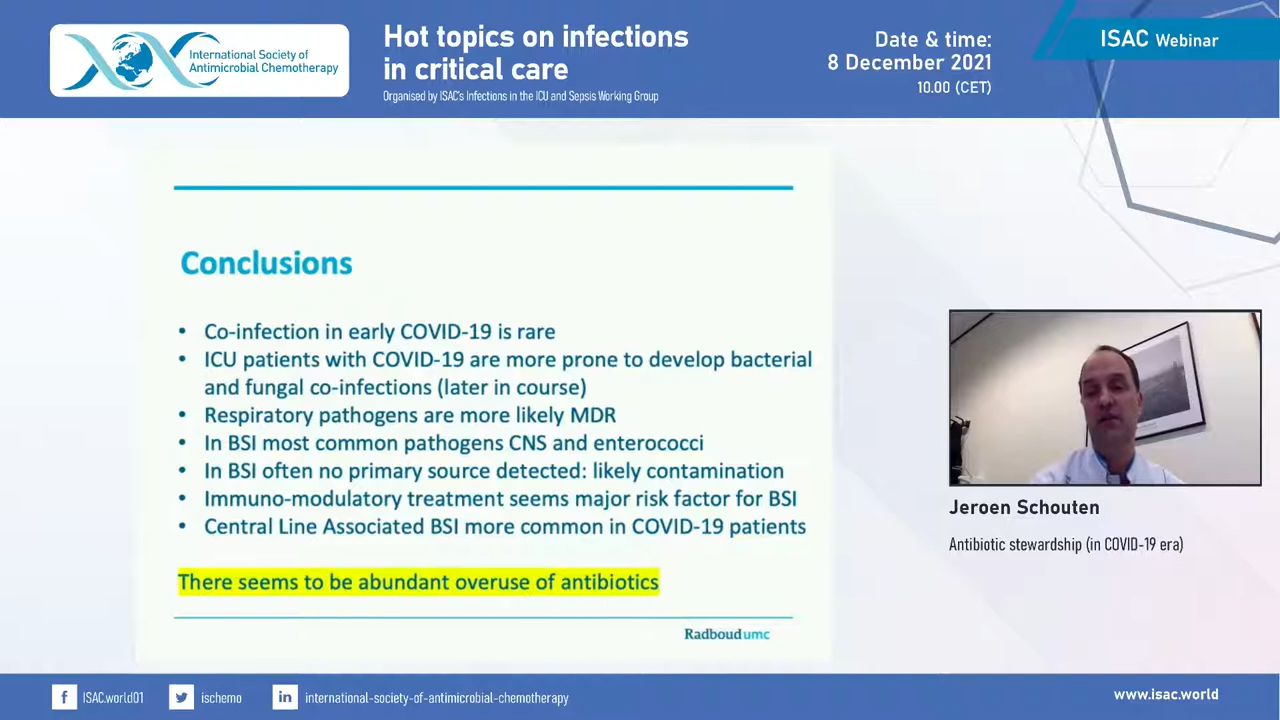 International Society of
Antimicrobial Chemotherapy
Hot topics on infections
in critical care
Organised by ISAC's Infections in the ICU and Sepsis Working Group
Date & time:
8 December 2021
10.00 (CET)
ISAC Webinar
Conclusions
• Co-infection in early COVID-19 is rare
• ICU patients with COVID-19 are more prone to develop bacterial
and fungal co-infections (later in course)
• Respiratory pathogens are more likely MDR
• In BSI most common pathogens CNS and enterococci
• In BSI often no primary source detected: likely contamination
• Immuno-modulatory treatment seems major risk factor for BSI
• Central Line Associated BSI more common in COVID-19 patients
There seems to be abundant overuse of antibiotics
Radboudumc
Jeroen Schouten
Antibiotic stewardship (in COVID-19 era)
f ISAC.world01
ischemo
in international-society-of-antimicrobial-chemotherapy
www.isac.world